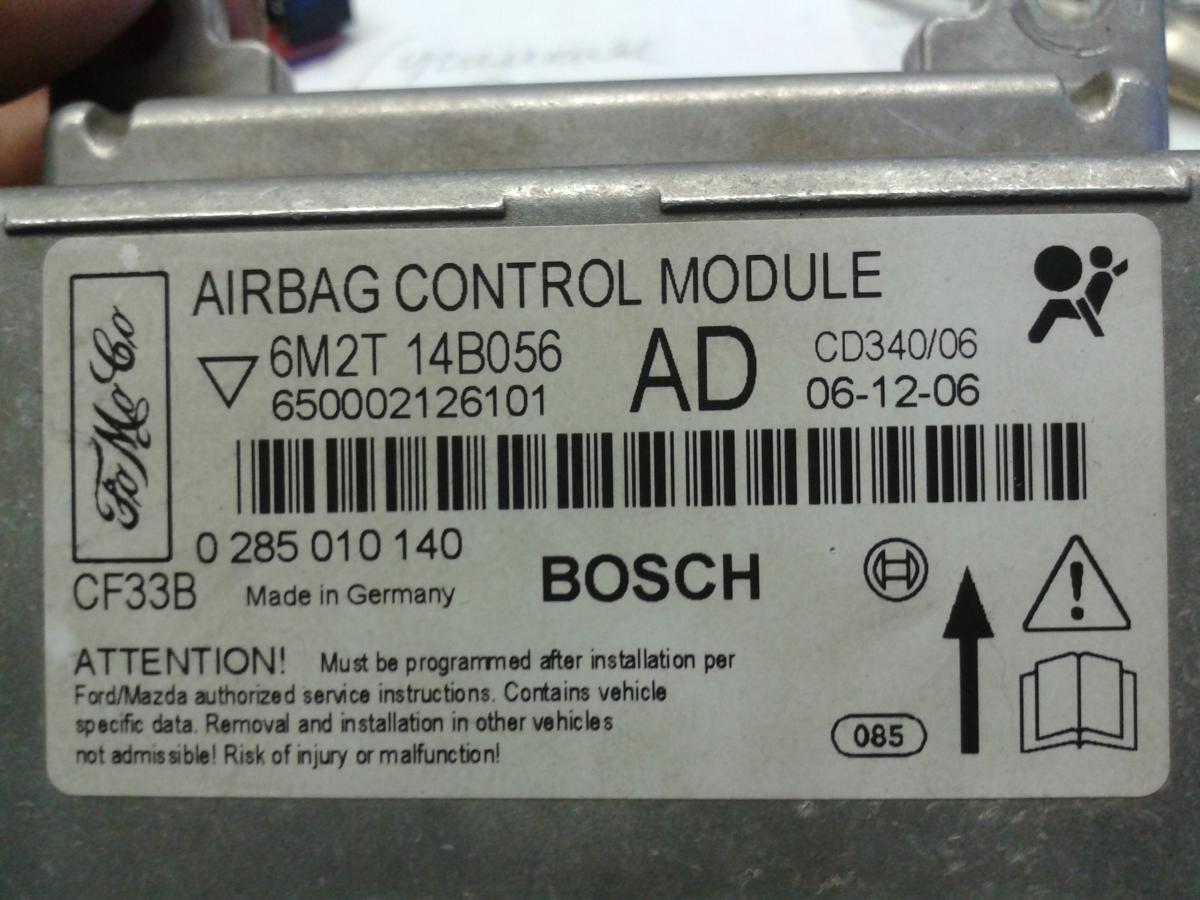 AIRBAG CONTROL MODULE
FoMoCo
6M2T 14B056 AD CD340/06
650002126101 06-12-06
0 285 010 140
CF33B Made in Germany BOSCH
ATTENTION! Must be programmed after installation per
Ford/Mazda authorized service instructions. Contains vehicle
specific data. Removal and installation in other vehicles
not admissible! Risk of injury or malfunction!
085